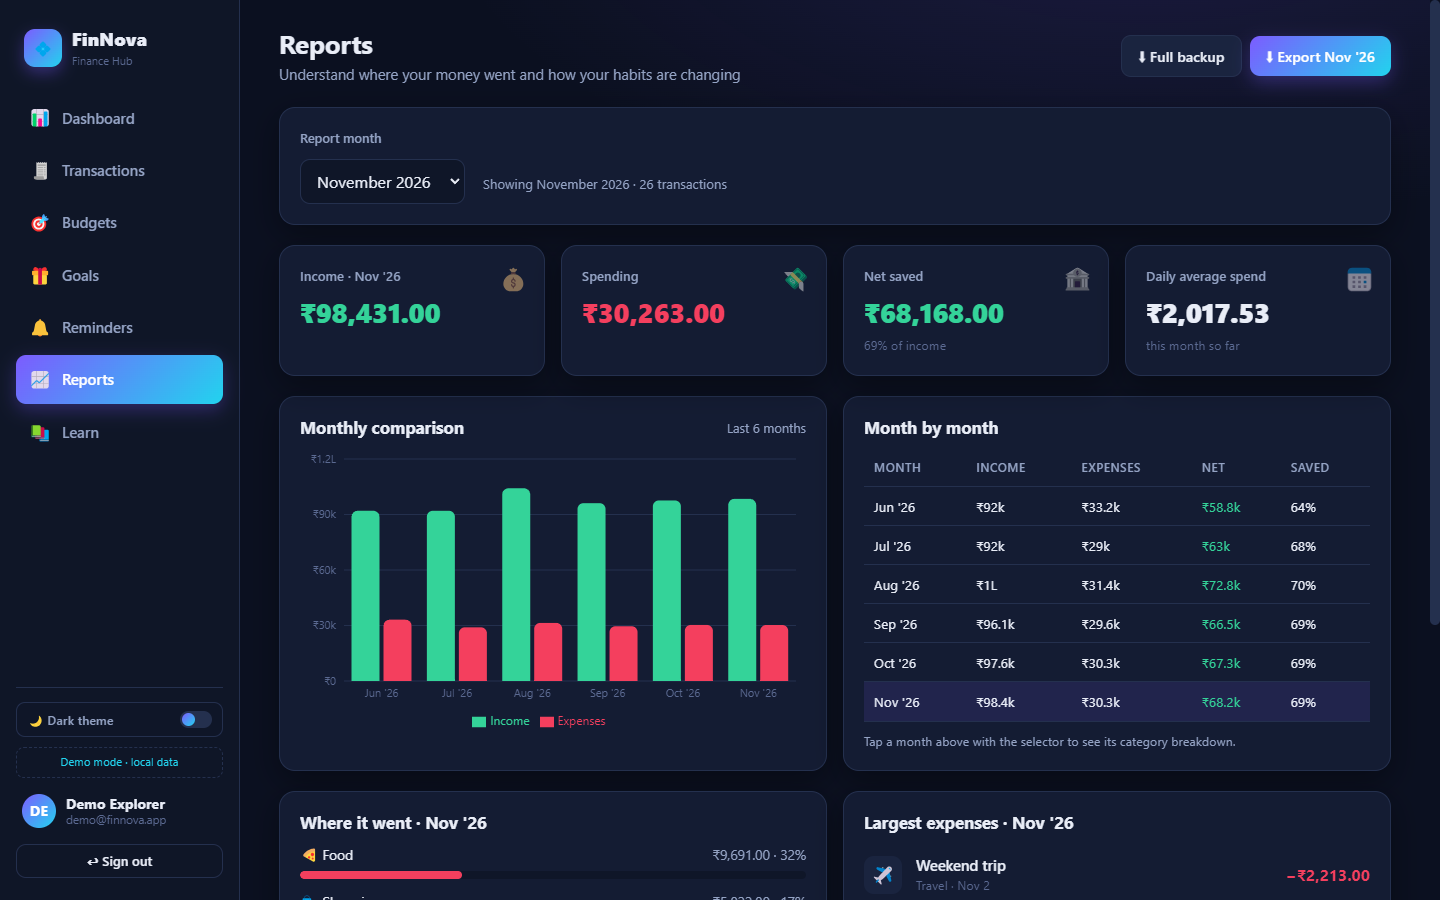 FinNova
Finance Hub
Dashboard
Transactions
Budgets
Goals
Reminders
Reports
Learn
Dark theme
Demo mode · local data
DE
Demo Explorer
demo@finnova.app
↩ Sign out
Reports
Understand where your money went and how your habits are changing
⬇ Full backup
⬇ Export Nov '26
Report month
November 2026
Showing November 2026 · 26 transactions
Income · Nov '26
₹98,431.00
Spending
₹30,263.00
Net saved
₹68,168.00
69% of income
Daily average spend
₹2,017.53
this month so far
Monthly comparison
Last 6 months
₹1.2L
₹90k
₹60k
₹30k
₹0
Jun '26 Jul '26 Aug '26 Sep '26 Oct '26 Nov '26
Income Expenses
Month by month
MONTH INCOME EXPENSES NET SAVED
Jun '26 ₹92k ₹33.2k ₹58.8k 64%
Jul '26 ₹92k ₹29k ₹63k 68%
Aug '26 ₹1L ₹31.4k ₹72.8k 70%
Sep '26 ₹96.1k ₹29.6k ₹66.5k 69%
Oct '26 ₹97.6k ₹30.3k ₹67.3k 69%
Nov '26 ₹98.4k ₹30.3k ₹68.2k 69%
Tap a month above with the selector to see its category breakdown.
Where it went · Nov '26
Food
₹9,691.00 · 32%
Largest expenses · Nov '26
Weekend trip
Travel · Nov 2
−₹2,213.00